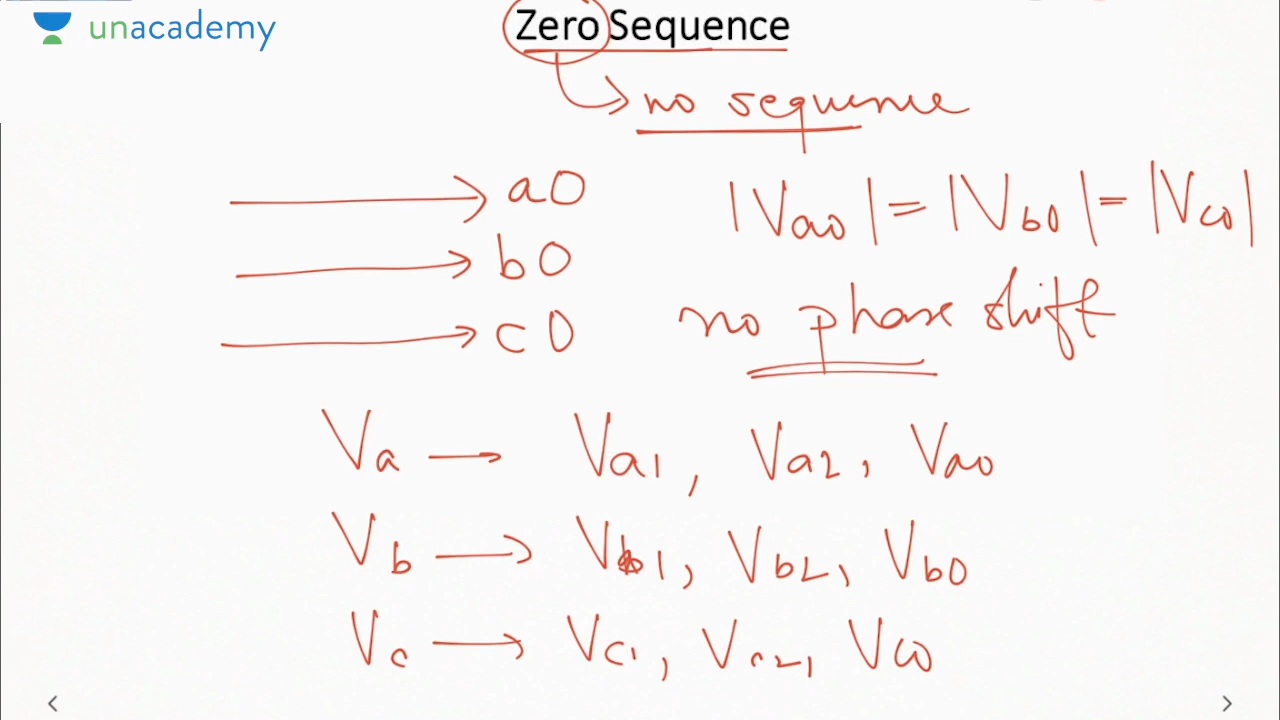 unacademy
Zero Sequence
no sequence
a0
|Va0| = |Vb0| = |Vc0|
b0
c0
no phase shift
Va → Va1, Va2, Va0
Vb → Vb1, Vb2, Vb0
Vc → Vc1, Vc2, Vc0